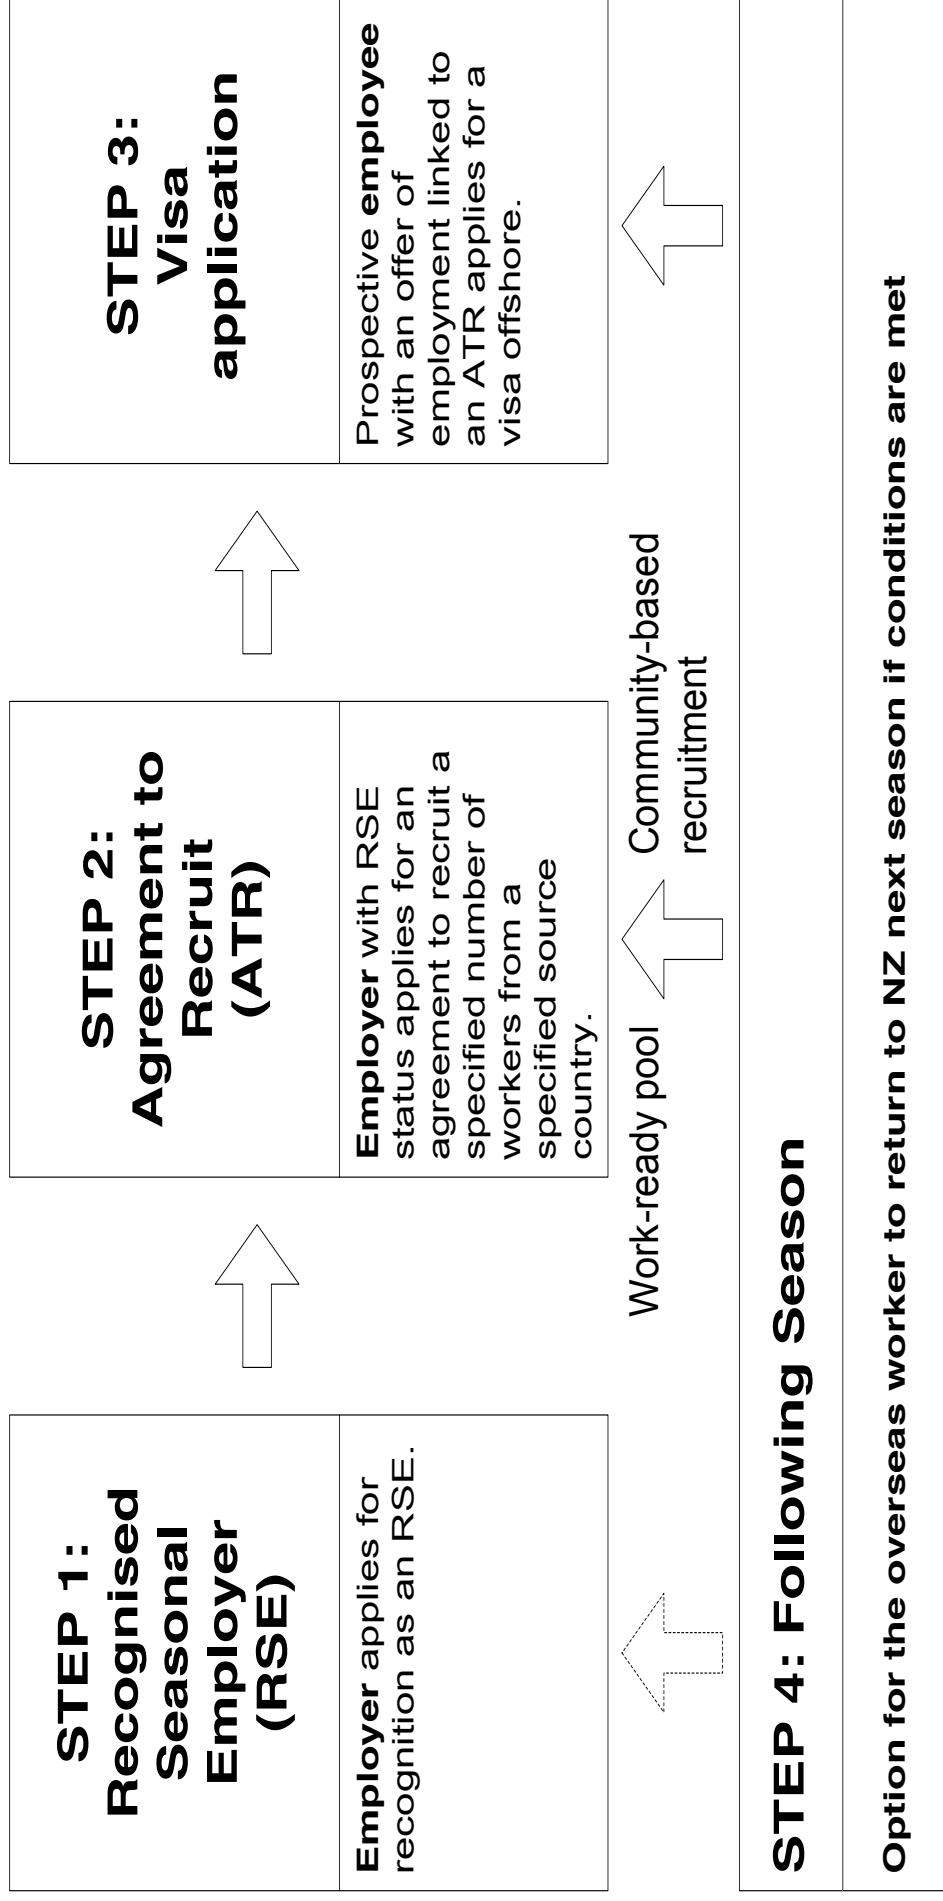 STEP 1:
Recognised
Seasonal
Employer
(RSE)
Employer applies for
recognition as an RSE.
STEP 2:
Agreement to
Recruit
(ATR)
Employer with RSE
status applies for an
agreement to recruit a
specified number of
workers from a
specified source
country.
STEP 3:
Visa
application
Prospective employee
with an offer of
employment linked to
an ATR applies for a
visa offshore.
Work-ready pool
Community-based
recruitment
STEP 4: Following Season
Option for the overseas worker to return to NZ next season if conditions are met